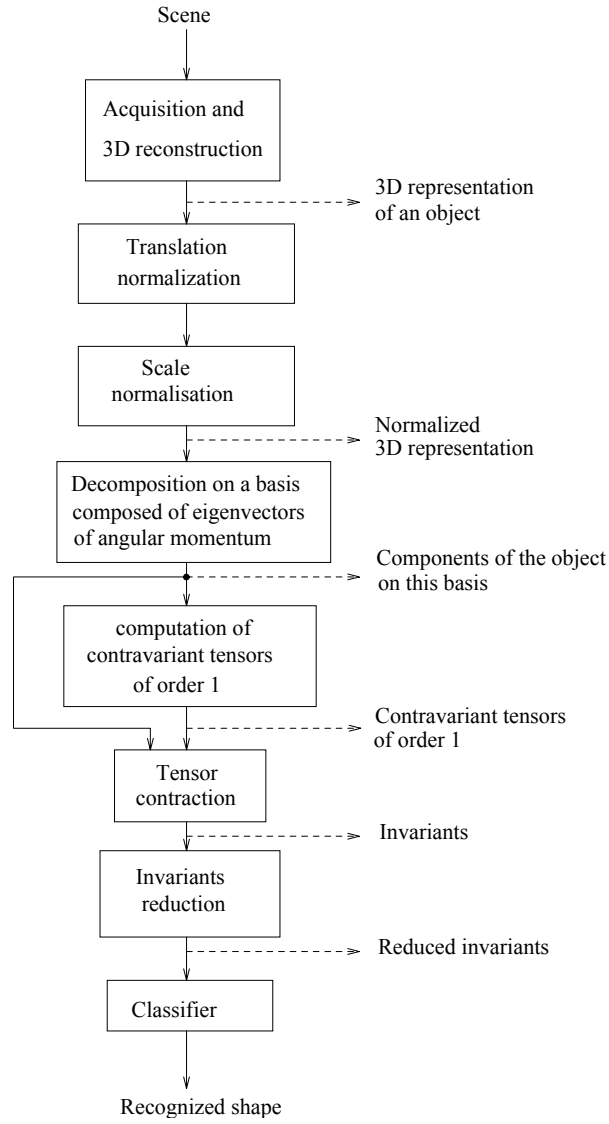 Scene
Acquisition and
3D reconstruction
3D representation
of an object
Translation
normalization
Scale
normalisation
Normalized
3D representation
Decomposition on a basis
composed of eigenvectors
of angular momentum
Components of the object
on this basis
computation of
contravariant tensors
of order 1
Contravariant tensors
of order 1
Tensor
contraction
Invariants
Invariants
reduction
Reduced invariants
Classifier
Recognized shape